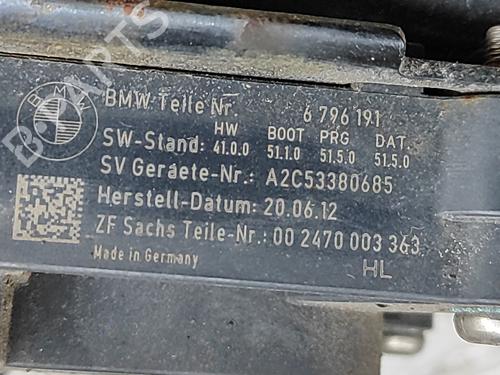 BMW Teile Nr. 6 796 191
HW BOOT PRG DAT.
SW-Stand: 41.0.0 51.1.0 51.5.0 51.5.0
SV Geraete-Nr.: A2C53380685
Herstell-Datum: 20.06.12
ZF Sachs Teile-Nr.: 00 2470 003 363
Made in Germany HL
B-PARTS